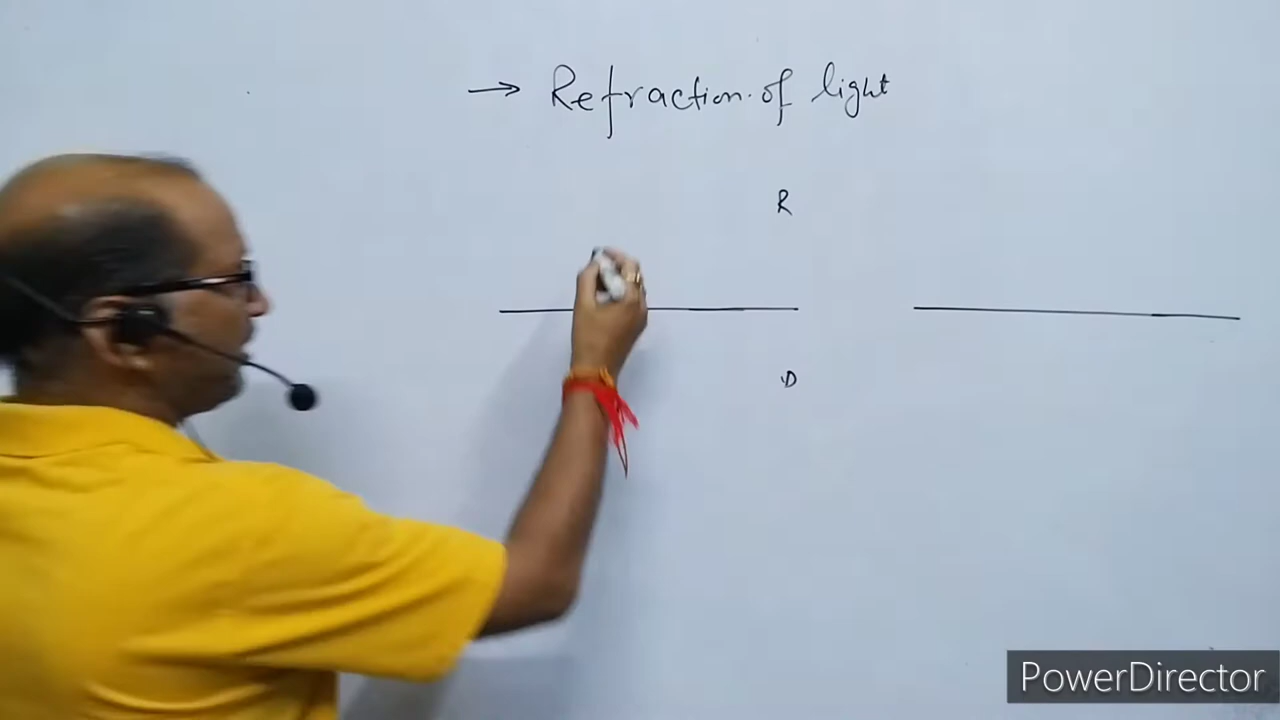 → Refraction of light
R
D
PowerDirector